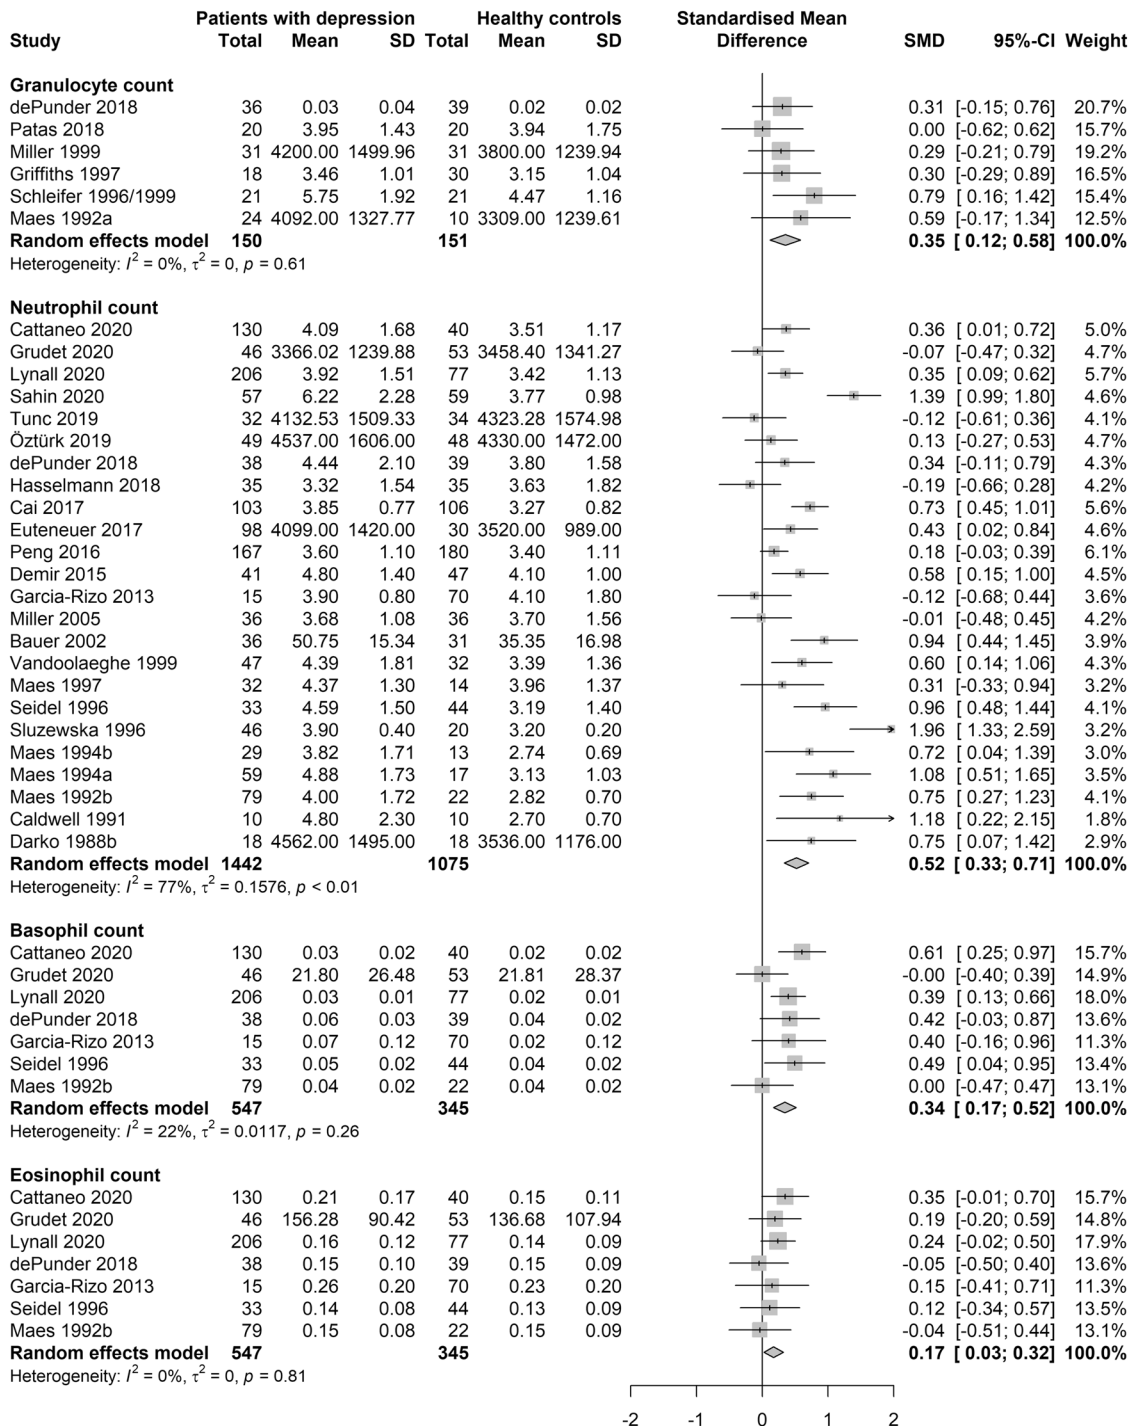 Patients with depression Healthy controls Standardised Mean
Study Total Mean SD Total Mean SD Difference SMD 95%-CI Weight
Granulocyte count
dePunder 2018 36 0.03 0.04 39 0.02 0.02 0.31 [-0.15; 0.76] 20.7%
Patas 2018 20 3.95 1.43 20 3.94 1.75 0.00 [-0.62; 0.62] 15.7%
Miller 1999 31 4200.00 1499.96 31 3800.00 1239.94 0.29 [-0.21; 0.79] 19.2%
Griffiths 1997 18 3.46 1.01 30 3.15 1.04 0.30 [-0.29; 0.89] 16.5%
Schleifer 1996/1999 21 5.75 1.92 21 4.47 1.16 0.79 [ 0.16; 1.42] 15.4%
Maes 1992a 24 4092.00 1327.77 10 3309.00 1239.61 0.59 [-0.17; 1.34] 12.5%
Random effects model 150 151 0.35 [ 0.12; 0.58] 100.0%
Heterogeneity: I² = 0%, τ² = 0, p = 0.61
Neutrophil count
Cattaneo 2020 130 4.09 1.68 40 3.51 1.17 0.36 [ 0.01; 0.72] 5.0%
Grudet 2020 46 3366.02 1239.88 53 3458.40 1341.27 -0.07 [-0.47; 0.32] 4.7%
Lynall 2020 206 3.92 1.51 77 3.42 1.13 0.35 [ 0.09; 0.62] 5.7%
Sahin 2020 57 6.22 2.28 59 3.77 0.98 1.39 [ 0.99; 1.80] 4.6%
Tunc 2019 32 4132.53 1509.33 34 4323.28 1574.98 -0.12 [-0.61; 0.36] 4.1%
Öztürk 2019 49 4537.00 1606.00 48 4330.00 1472.00 0.13 [-0.27; 0.53] 4.7%
dePunder 2018 38 4.44 2.10 39 3.80 1.58 0.34 [-0.11; 0.79] 4.3%
Hasselmann 2018 35 3.32 1.54 35 3.63 1.82 -0.19 [-0.66; 0.28] 4.2%
Cai 2017 103 3.85 0.77 106 3.27 0.82 0.73 [ 0.45; 1.01] 5.6%
Euteneuer 2017 98 4099.00 1420.00 30 3520.00 989.00 0.43 [ 0.02; 0.84] 4.6%
Peng 2016 167 3.60 1.10 180 3.40 1.11 0.18 [-0.03; 0.39] 6.1%
Demir 2015 41 4.80 1.40 47 4.10 1.00 0.58 [ 0.15; 1.00] 4.5%
Garcia-Rizo 2013 15 3.90 0.80 70 4.10 1.80 -0.12 [-0.68; 0.44] 3.6%
Miller 2005 36 3.68 1.08 36 3.70 1.56 -0.01 [-0.48; 0.45] 4.2%
Bauer 2002 36 50.75 15.34 31 35.35 16.98 0.94 [ 0.44; 1.45] 3.9%
Vandoolaeghe 1999 47 4.39 1.81 32 3.39 1.36 0.60 [ 0.14; 1.06] 4.3%
Maes 1997 32 4.37 1.30 14 3.96 1.37 0.31 [-0.33; 0.94] 3.2%
Seidel 1996 33 4.59 1.50 44 3.19 1.40 0.96 [ 0.48; 1.44] 4.1%
Sluzewska 1996 46 3.90 0.40 20 3.20 0.20 1.96 [ 1.33; 2.59] 3.2%
Maes 1994b 29 3.82 1.71 13 2.74 0.69 0.72 [ 0.04; 1.39] 3.0%
Maes 1994a 59 4.88 1.73 17 3.13 1.03 1.08 [ 0.51; 1.65] 3.5%
Maes 1992b 79 4.00 1.72 22 2.82 0.70 0.75 [ 0.27; 1.23] 4.1%
Caldwell 1991 10 4.80 2.30 10 2.70 0.70 1.18 [ 0.22; 2.15] 1.8%
Darko 1988b 18 4562.00 1495.00 18 3536.00 1176.00 0.75 [ 0.07; 1.42] 2.9%
Random effects model 1442 1075 0.52 [ 0.33; 0.71] 100.0%
Heterogeneity: I² = 77%, τ² = 0.1576, p < 0.01
Basophil count
Cattaneo 2020 130 0.03 0.02 40 0.02 0.02 0.61 [ 0.25; 0.97] 15.7%
Grudet 2020 46 21.80 26.48 53 21.81 28.37 -0.00 [-0.40; 0.39] 14.9%
Lynall 2020 206 0.03 0.01 77 0.02 0.01 0.39 [ 0.13; 0.66] 18.0%
dePunder 2018 38 0.06 0.03 39 0.04 0.02 0.42 [-0.03; 0.87] 13.6%
Garcia-Rizo 2013 15 0.07 0.12 70 0.02 0.12 0.40 [-0.16; 0.96] 11.3%
Seidel 1996 33 0.05 0.02 44 0.04 0.02 0.49 [ 0.04; 0.95] 13.4%
Maes 1992b 79 0.04 0.02 22 0.04 0.02 0.00 [-0.47; 0.47] 13.1%
Random effects model 547 345 0.34 [ 0.17; 0.52] 100.0%
Heterogeneity: I² = 22%, τ² = 0.0117, p = 0.26
Eosinophil count
Cattaneo 2020 130 0.21 0.17 40 0.15 0.11 0.35 [-0.01; 0.70] 15.7%
Grudet 2020 46 156.28 90.42 53 136.68 107.94 0.19 [-0.20; 0.59] 14.8%
Lynall 2020 206 0.16 0.12 77 0.14 0.09 0.24 [-0.02; 0.50] 17.9%
dePunder 2018 38 0.15 0.10 39 0.15 0.09 -0.05 [-0.50; 0.40] 13.6%
Garcia-Rizo 2013 15 0.26 0.20 70 0.23 0.20 0.15 [-0.41; 0.71] 11.3%
Seidel 1996 33 0.14 0.08 44 0.13 0.09 0.12 [-0.34; 0.57] 13.5%
Maes 1992b 79 0.15 0.08 22 0.15 0.09 -0.04 [-0.51; 0.44] 13.1%
Random effects model 547 345 0.17 [ 0.03; 0.32] 100.0%
Heterogeneity: I² = 0%, τ² = 0, p = 0.81
-2 -1 0 1 2